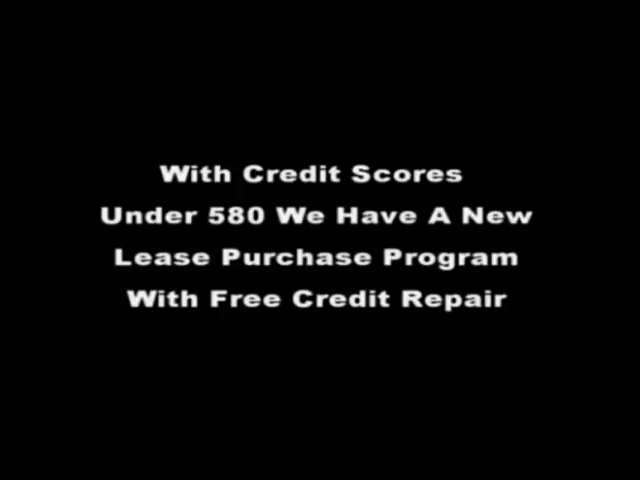 With Credit Scores
Under 580 We Have A New
Lease Purchase Program
With Free Credit Repair